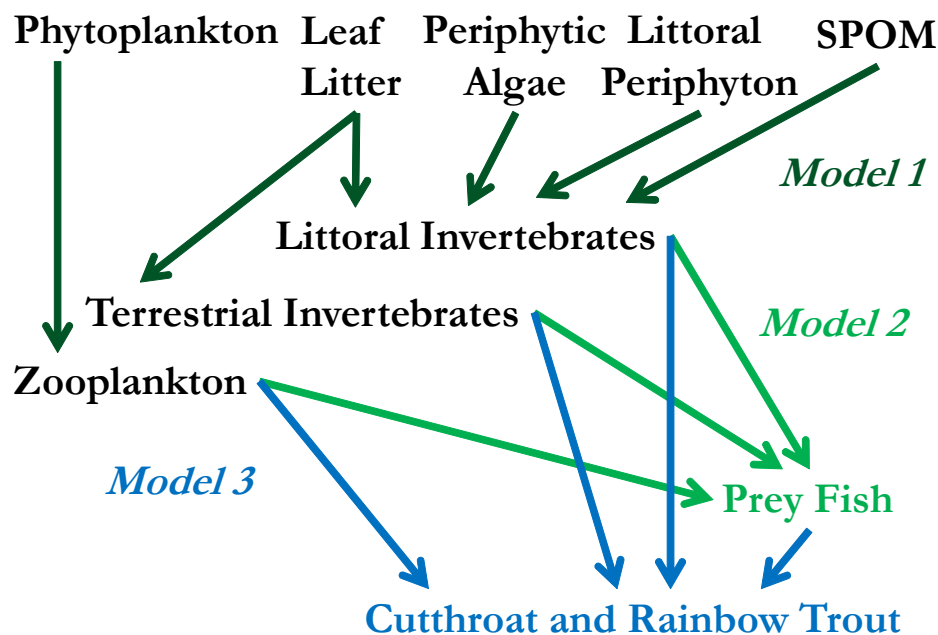 Phytoplankton
Leaf
Litter
Periphytic
Algae
Littoral
Periphyton
SPOM
Model 1
Littoral Invertebrates
Terrestrial Invertebrates
Model 2
Zooplankton
Model 3
Prey Fish
Cutthroat and Rainbow Trout